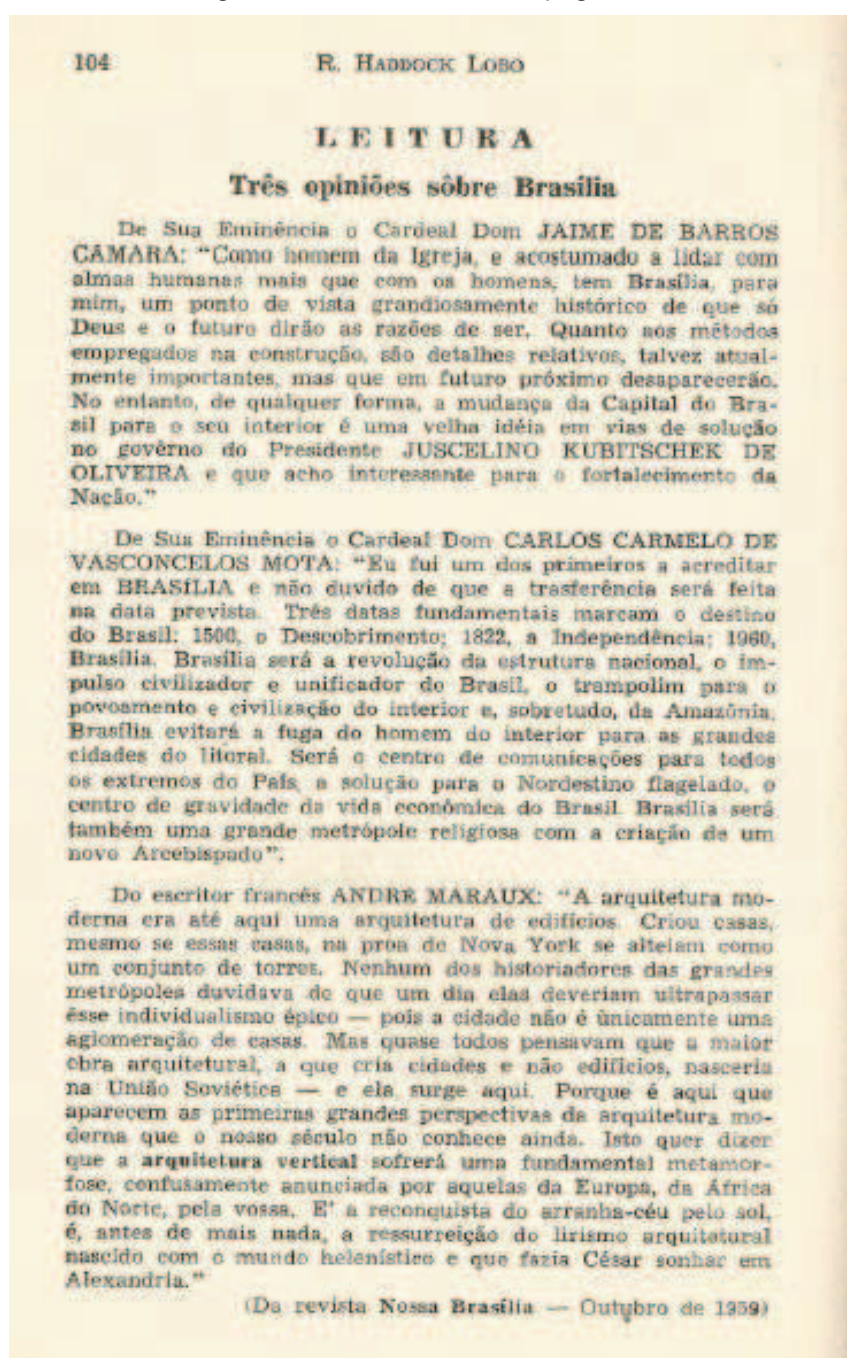 104 R. HADDOCK LOBO
LEITURA
Três opiniões sôbre Brasília
De Sua Eminência o Cardeal Dom JAIME DE BARROS
CAMARA: "Como homem da Igreja, e acostumado a lidar com
almas humanas mais que com os homens, tem Brasília, para
mim, um ponto de vista grandiosamente histórico de que só
Deus e o futuro dirão as razões de ser. Quanto aos métodos
empregados na construção, são detalhes relativos, talvez atual-
mente importantes, mas que em futuro próximo desaparecerão.
No entanto, de qualquer forma, a mudança da Capital do Bra-
sil para o seu interior é uma velha idéia em vias de solução
no govêrno do Presidente JUSCELINO KUBITSCHEK DE
OLIVEIRA e que acho interessante para o fortalecimento da
Nação."
De Sua Eminência o Cardeal Dom CARLOS CARMELO DE
VASCONCELOS MOTA: "Eu fui um dos primeiros a acreditar
em BRASÍLIA e não duvido de que a trasferência será feita
na data prevista. Três datas fundamentais marcam o destino
do Brasil: 1500, o Descobrimento; 1822, a Independência; 1960,
Brasília. Brasília será a revolução da estrutura nacional, o im-
pulso civilizador e unificador do Brasil, o trampolim para o
povoamento e civilização do interior e, sobretudo, da Amazônia.
Brasília evitará a fuga do homem do interior para as grandes
cidades do litoral. Será o centro de comunicações para todos
os extremos do País, a solução para o Nordestino flagelado, o
centro de gravidade da vida econômica do Brasil. Brasília será
também uma grande metrópole religiosa com a criação de um
novo Arcebispado".
Do escritor francês ANDRE MARAUX: "A arquitetura mo-
derna era até aqui uma arquitetura de edifícios. Criou casas,
mesmo se essas casas, na proa de Nova York se alteiam como
um conjunto de torres. Nenhum dos historiadores das grandes
metrópoles duvidava de que um dia elas deveriam ultrapassar
êsse individualismo épico — pois a cidade não é ùnicamente uma
aglomeração de casas. Mas quase todos pensavam que a maior
obra arquitetural, a que cria cidades e não edifícios, nasceria
na União Soviética — e ela surge aqui. Porque é aqui que
aparecem as primeiras grandes perspectivas da arquitetura mo-
derna que o nosso século não conhece ainda. Isto quer dizer
que a arquitetura vertical sofrerá uma fundamental metamor-
fose, confusamente anunciada por aquelas da Europa, da África
do Norte, pela vossa. E' a reconquista do arranha-céu pelo sol,
é, antes de mais nada, a ressurreição do lirismo arquitetural
nascido com o mundo helenístico e que fazia César sonhar em
Alexandria."
(Da revista Nossa Brasília — Outubro de 1959)